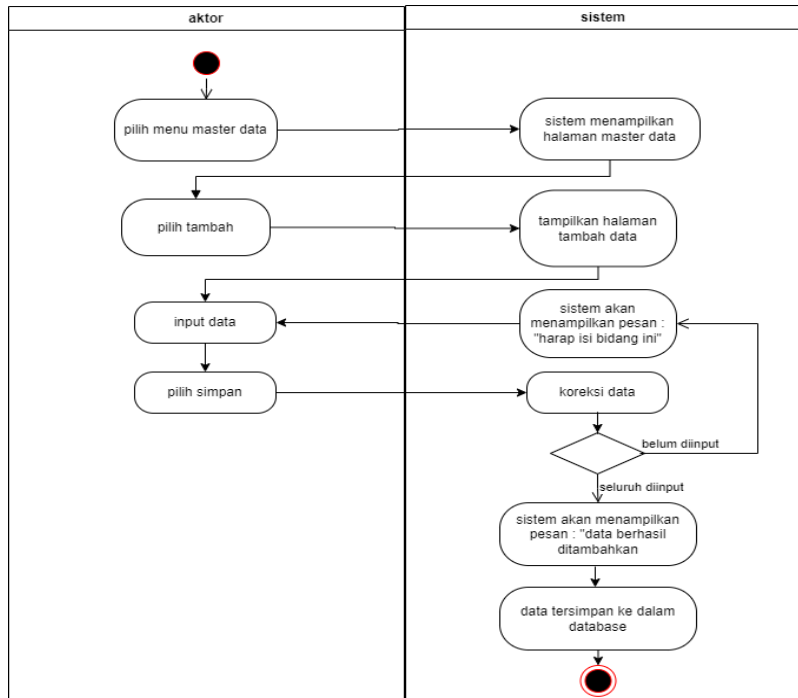 aktor
sistem
pilih menu master data
sistem menampilkan
halaman master data
pilih tambah
tampilkan halaman
tambah data
input data
sistem akan
menampilkan pesan :
"harap isi bidang ini"
pilih simpan
koreksi data
belum diinput
seluruh diinput
sistem akan menampilkan
pesan : "data berhasil
ditambahkan
data tersimpan ke dalam
database